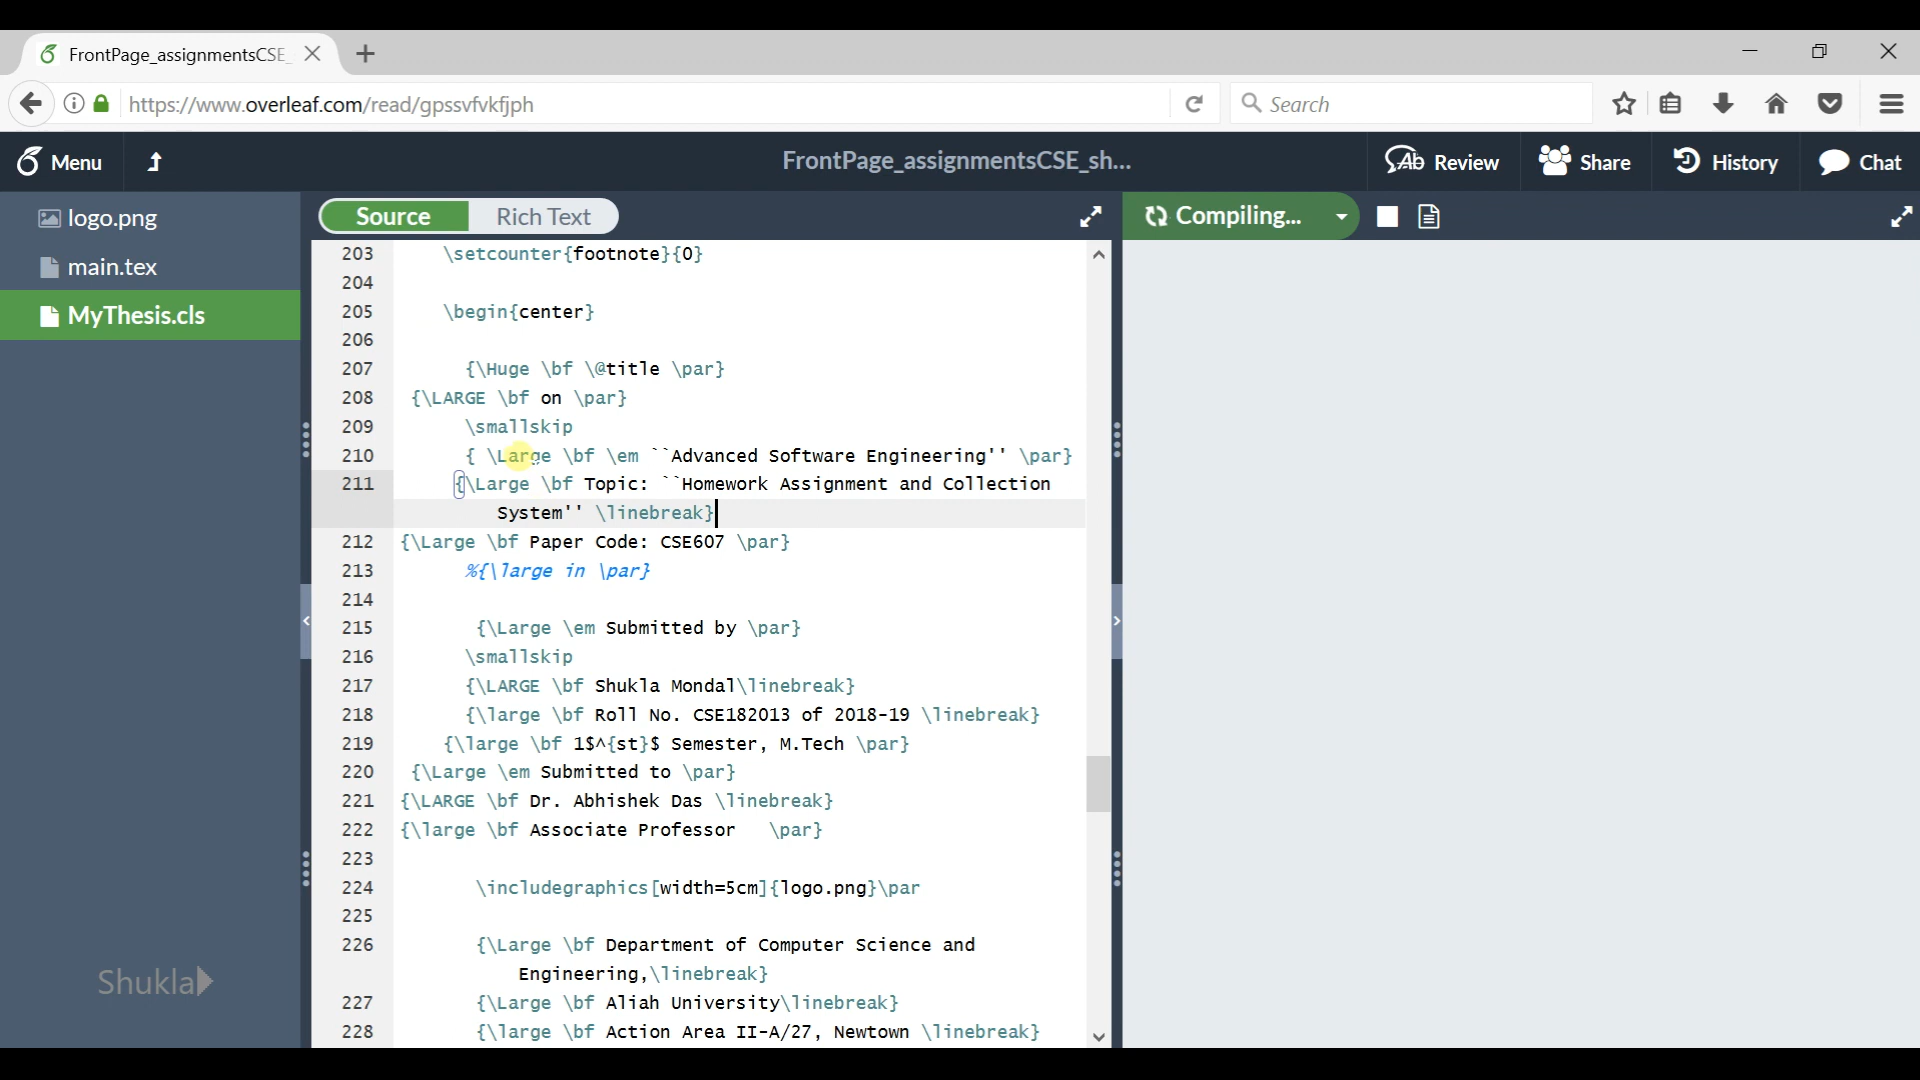 FrontPage_assignmentsCSE_
https://www.overleaf.com/read/gpssvfvkfjph
Search
Menu
FrontPage_assignmentsCSE_sh...
Review
Share
History
Chat
logo.png
main.tex
MyThesis.cls
Source
Rich Text
Compiling...
203 \setcounter{footnote}{0}
204
205 \begin{center}
206
207 {\Huge \bf \@title \par}
208 {\LARGE \bf on \par}
209 \smallskip
210 { \Large \bf \em ``Advanced Software Engineering'' \par}
211 {\Large \bf Topic: ``Homework Assignment and Collection
System'' \linebreak}
212 {\Large \bf Paper Code: CSE607 \par}
213 %{\large in \par}
214
215 {\Large \em Submitted by \par}
216 \smallskip
217 {\LARGE \bf Shukla Mondal\linebreak}
218 {\large \bf Roll No. CSE182013 of 2018-19 \linebreak}
219 {\large \bf 1$^{st}$ Semester, M.Tech \par}
220 {\Large \em Submitted to \par}
221 {\LARGE \bf Dr. Abhishek Das \linebreak}
222 {\large \bf Associate Professor   \par}
223
224 \includegraphics[width=5cm]{logo.png}\par
225
226 {\Large \bf Department of Computer Science and
Engineering,\linebreak}
227 {\Large \bf Aliah University\linebreak}
228 {\large \bf Action Area II-A/27, Newtown \linebreak}
Shukla